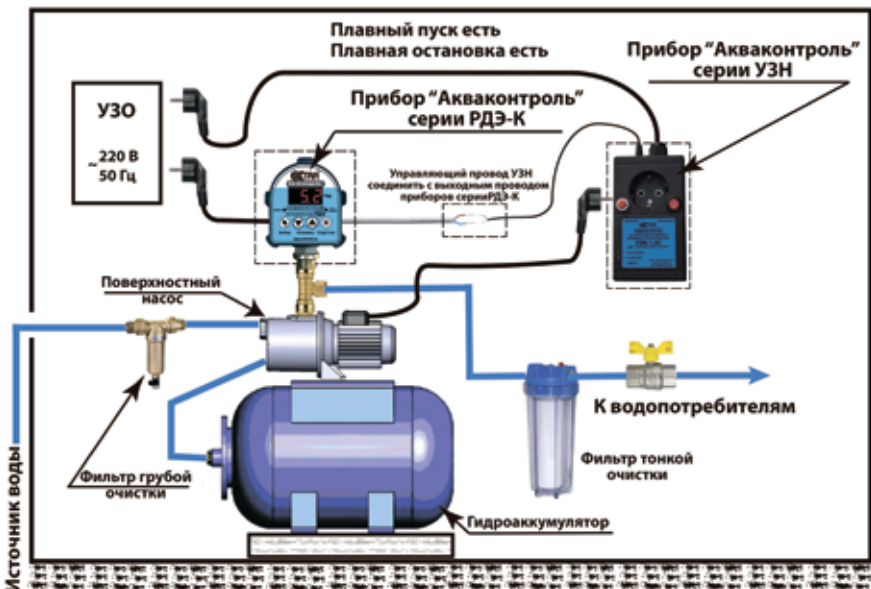 Плавный пуск есть
Плавная остановка есть
Прибор “Акваконтроль”
серии УЗН
УЗО
~220 В
50 Гц
Прибор “Акваконтроль”
серии РДЭ-К
Управляющий провод УЗН
соединить с выходным проводом
приборов серииРДЭ-К
5.2
Поверхностный
насос
К водопотребителям
Фильтр грубой
очистки
Фильтр тонкой
очистки
Гидроаккумулятор
Источник воды